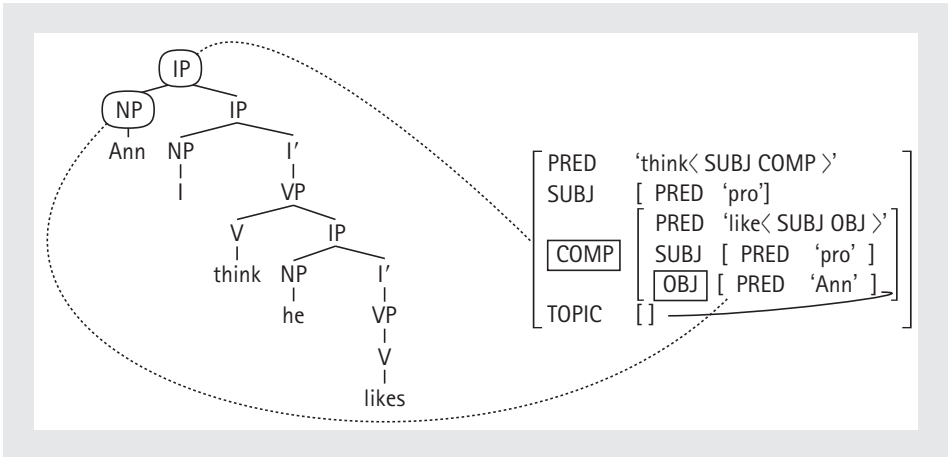 IP
NP IP
Ann NP I′
I VP
V IP
think NP I′
he VP
V
likes
PRED ‘think〈 SUBJ COMP 〉’
SUBJ [ PRED ‘pro’]
PRED ‘like〈 SUBJ OBJ 〉’
COMP SUBJ [ PRED ‘pro’ ]
OBJ [ PRED ‘Ann’ ]
TOPIC [ ]